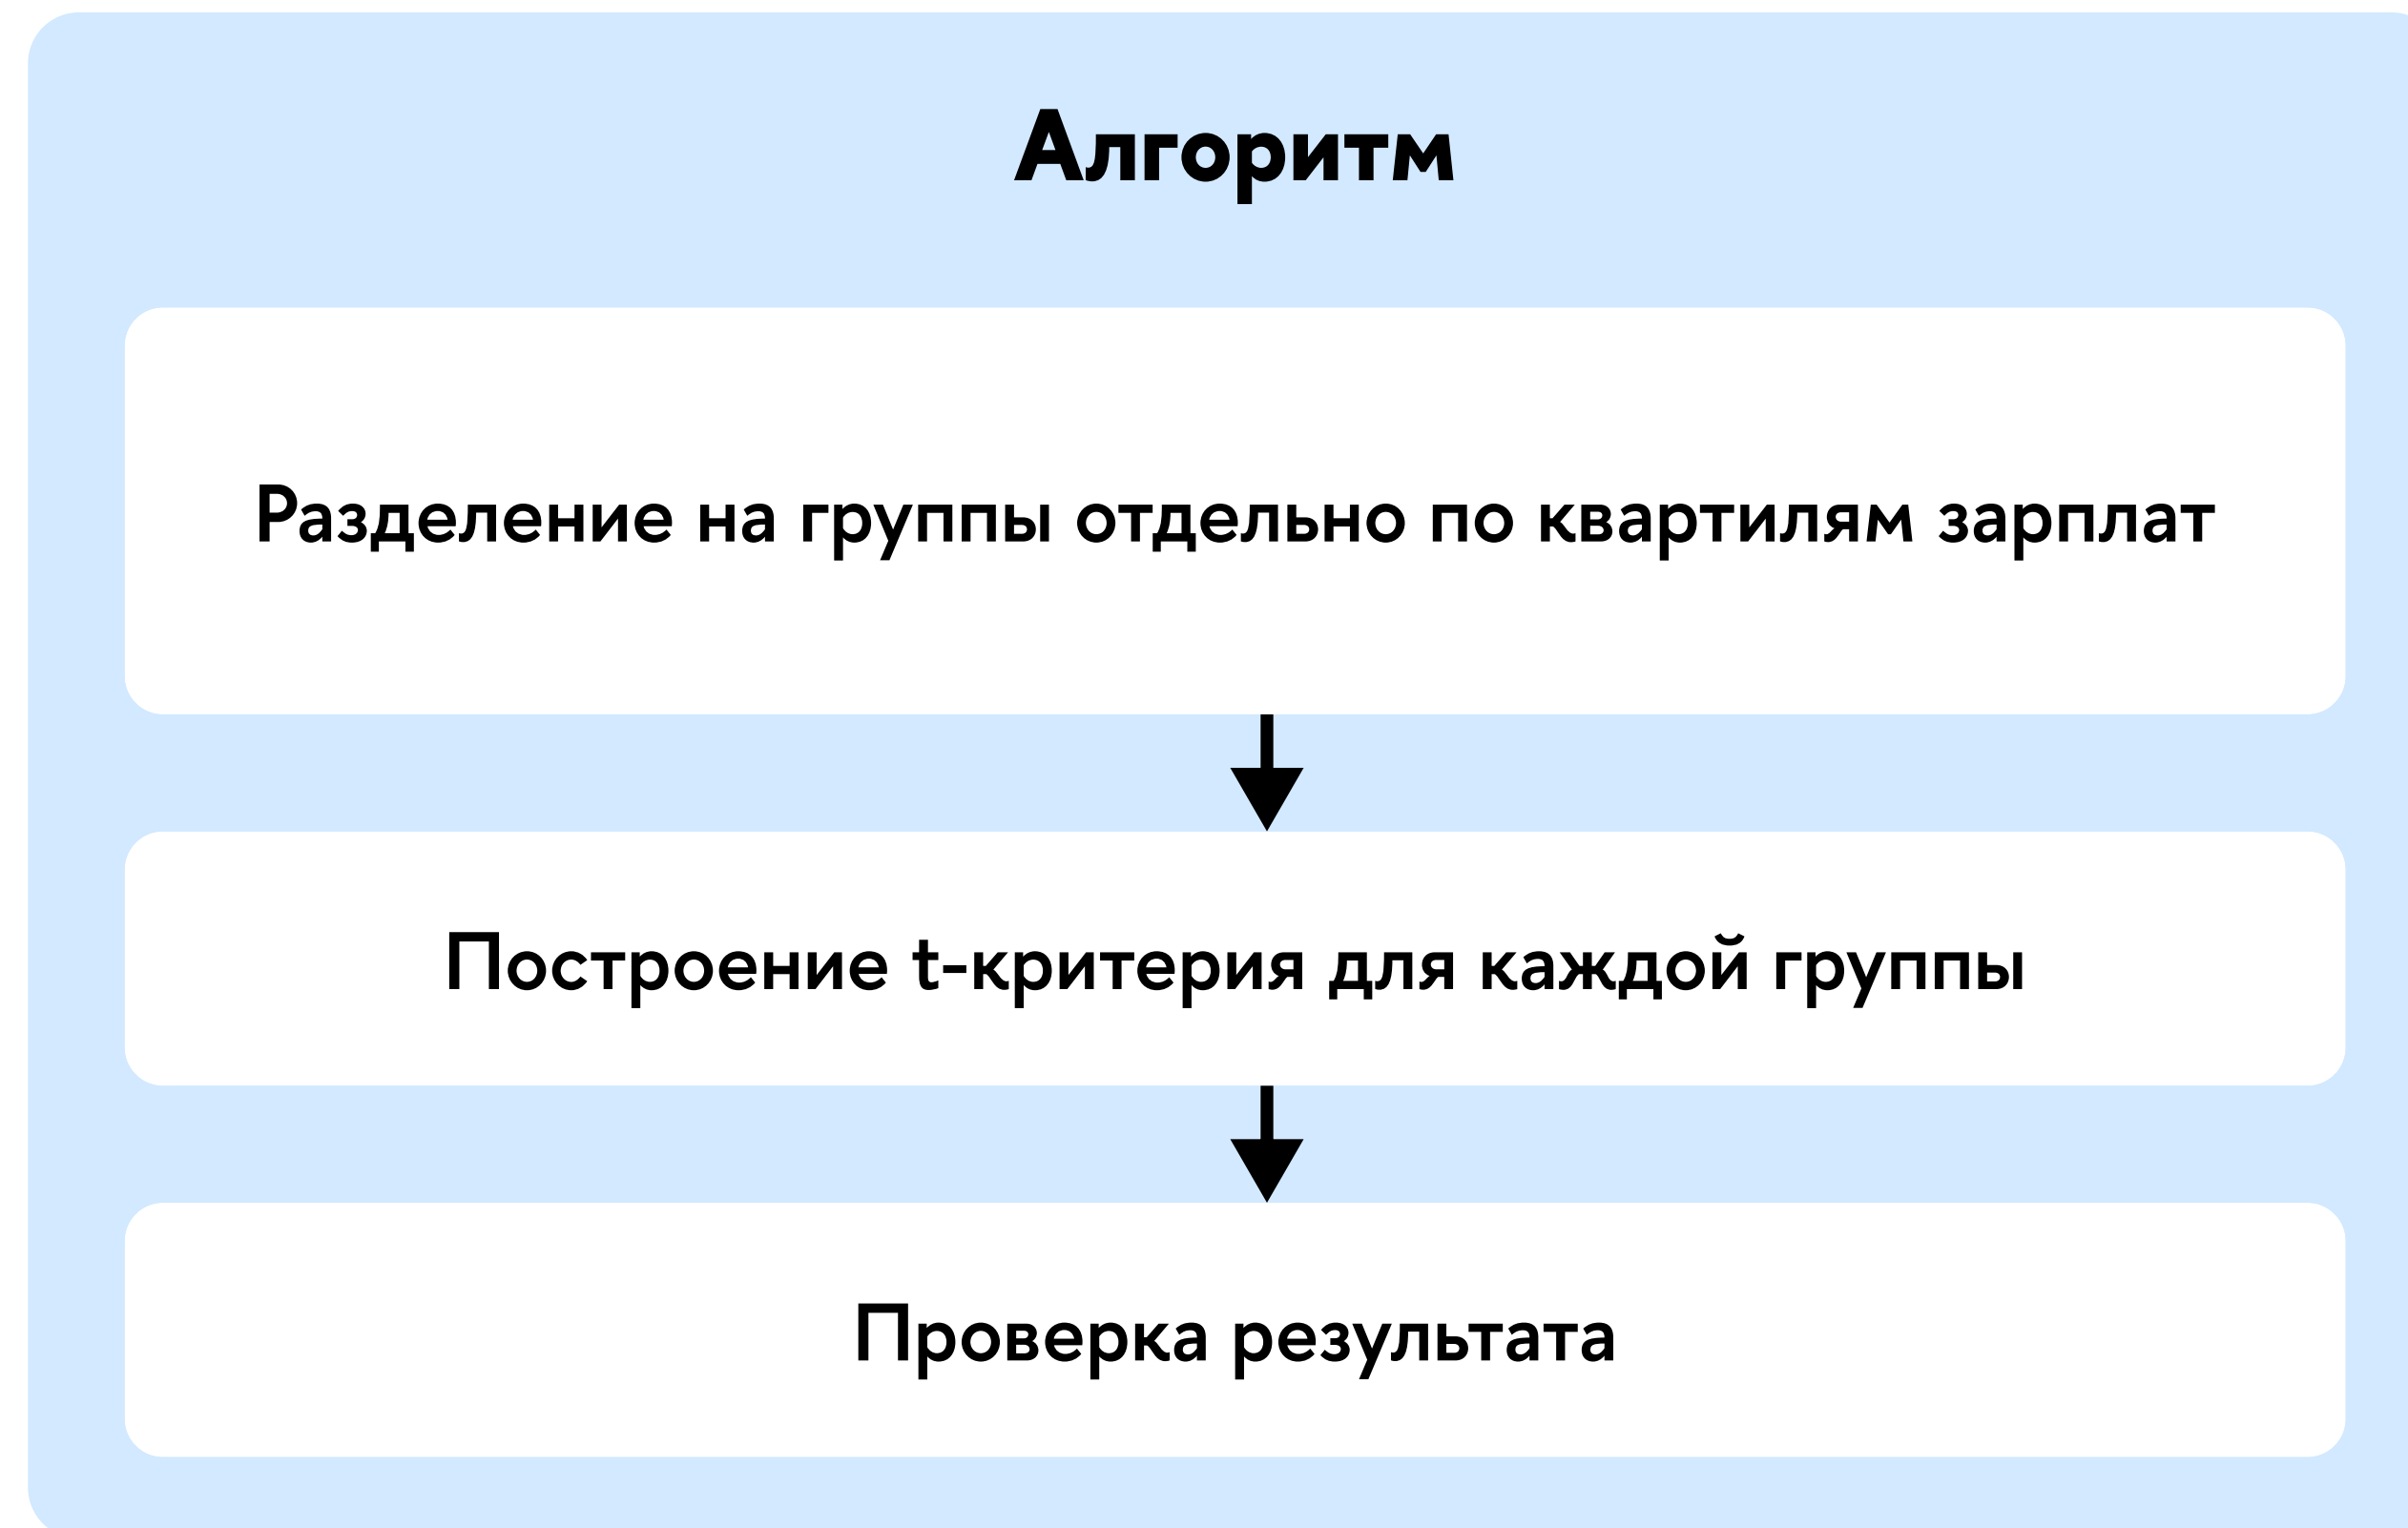 Алгоритм
Разделение на группы отдельно по квартилям зарплат
Построение t-критерия для каждой группы
Проверка результата